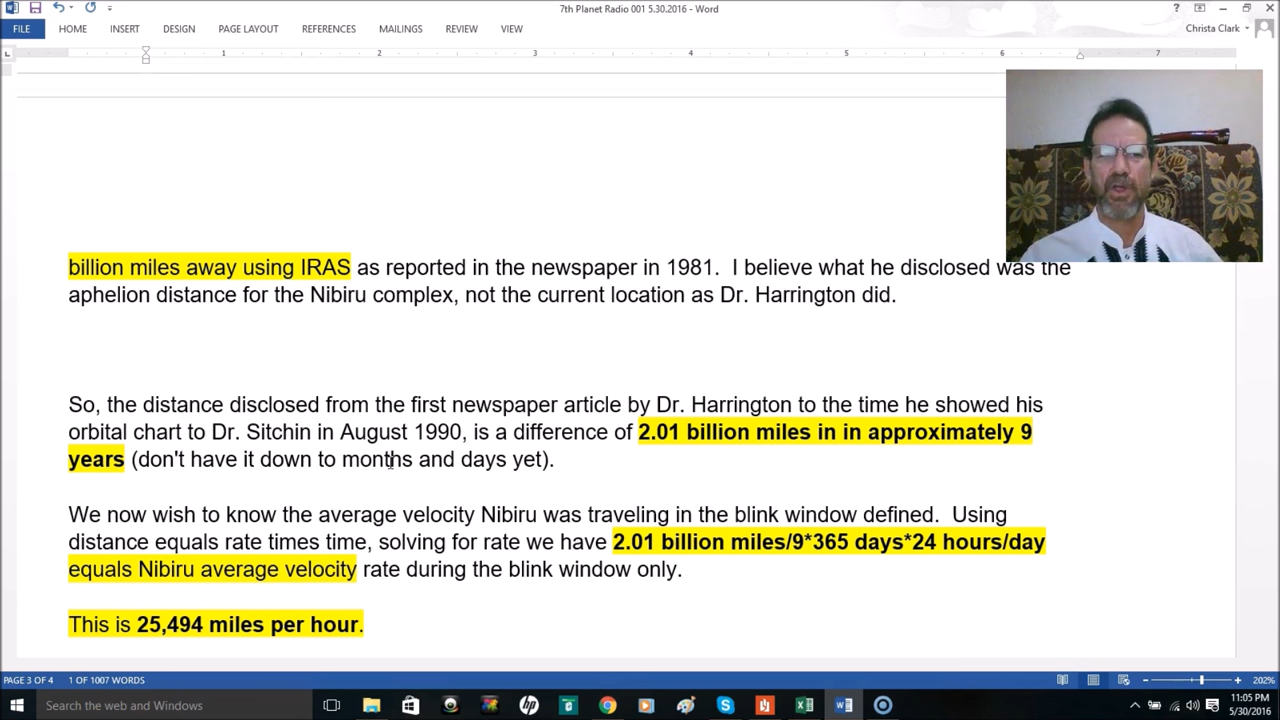 7th Planet Radio 001 5.30.2016 - Word
FILE HOME INSERT DESIGN PAGE LAYOUT REFERENCES MAILINGS REVIEW VIEW Christa Clark
1 2 3 4 5 6 7
billion miles away using IRAS as reported in the newspaper in 1981. I believe what he disclosed was the
aphelion distance for the Nibiru complex, not the current location as Dr. Harrington did.
So, the distance disclosed from the first newspaper article by Dr. Harrington to the time he showed his
orbital chart to Dr. Sitchin in August 1990, is a difference of 2.01 billion miles in in approximately 9
years (don't have it down to months and days yet).
We now wish to know the average velocity Nibiru was traveling in the blink window defined. Using
distance equals rate times time, solving for rate we have 2.01 billion miles/9*365 days*24 hours/day
equals Nibiru average velocity rate during the blink window only.
This is 25,494 miles per hour.
PAGE 3 OF 4 1 OF 1007 WORDS 202%
Search the web and Windows 11:05 PM
5/30/2016